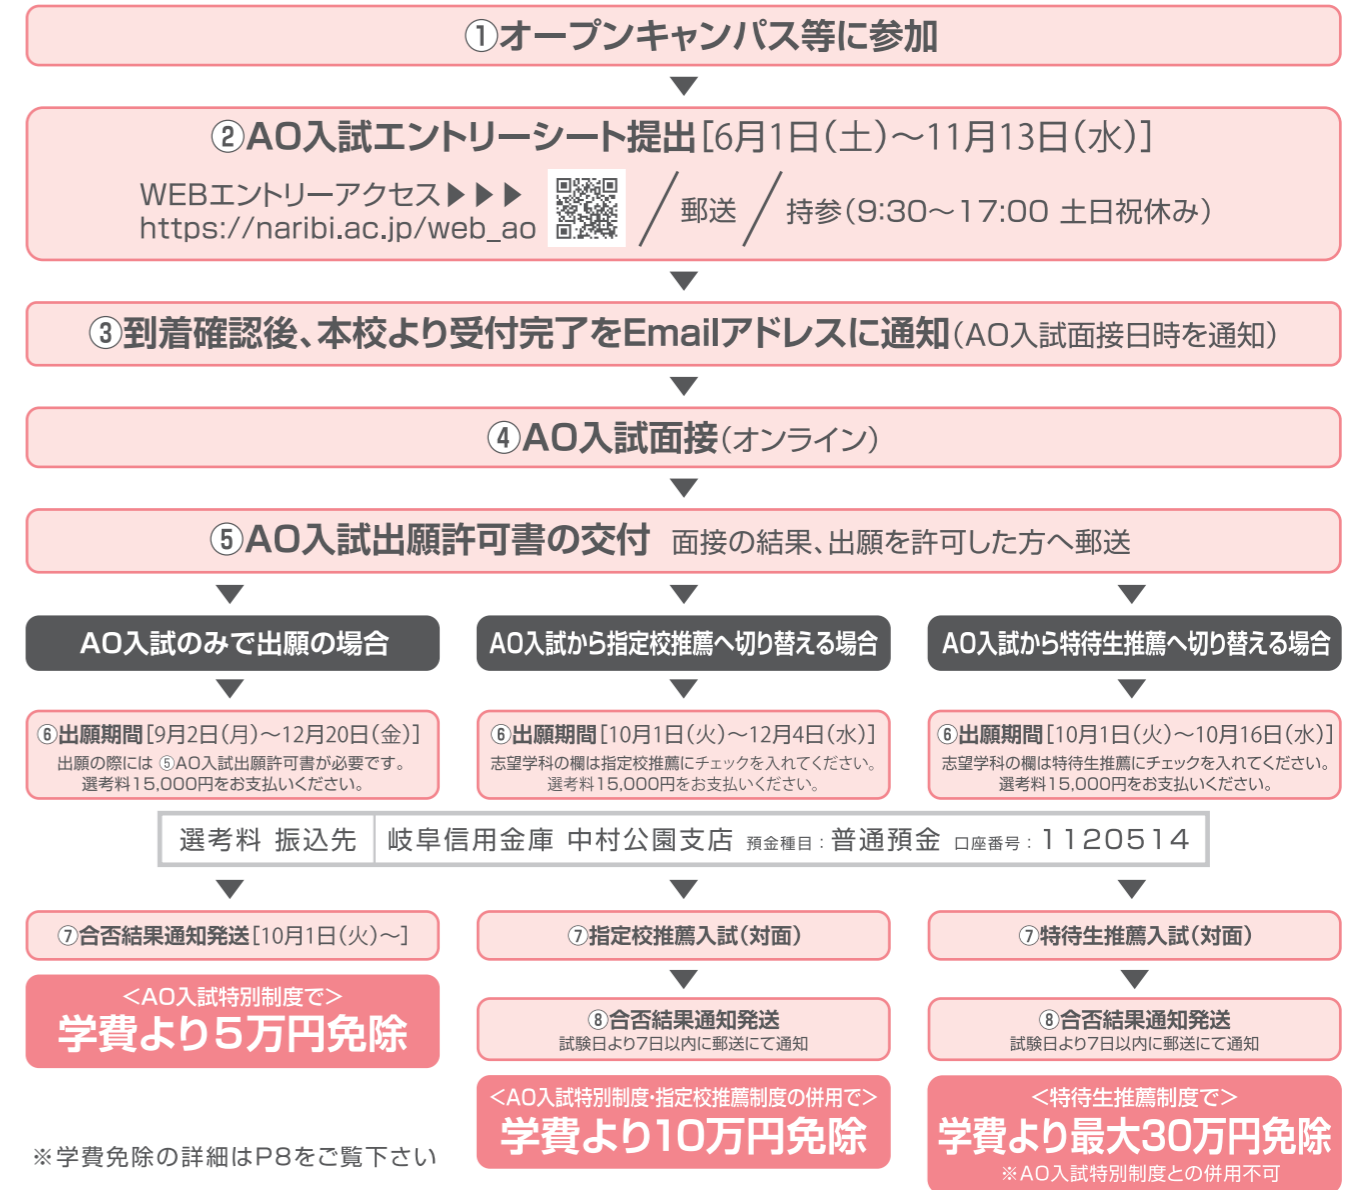 ①オープンキャンパス等に参加
②AO入試エントリーシート提出[6月1日(土)～11月13日(水)]
WEBエントリーアクセス▶▶▶
https://naribi.ac.jp/web_ao
／郵送／持参(9:30～17:00 土日祝休み)
③到着確認後、本校より受付完了をEmailアドレスに通知(AO入試面接日時を通知)
④AO入試面接(オンライン)
⑤AO入試出願許可書の交付 面接の結果、出願を許可した方へ郵送
AO入試のみで出願の場合
⑥出願期間[9月2日(月)～12月20日(金)]
出願の際には ⑤AO入試出願許可書が必要です。
選考料15,000円をお支払いください。
AO入試から指定校推薦へ切り替える場合
⑥出願期間[10月1日(火)～12月4日(水)]
志望学科の欄は指定校推薦にチェックを入れてください。
選考料15,000円をお支払いください。
AO入試から特待生推薦へ切り替える場合
⑥出願期間[10月1日(火)～10月16日(水)]
志望学科の欄は特待生推薦にチェックを入れてください。
選考料15,000円をお支払いください。
選考料 振込先 岐阜信用金庫 中村公園支店 預金種目：普通預金 口座番号：1120514
⑦合否結果通知発送[10月1日(火)～]
<AO入試特別制度で>
学費より5万円免除
※学費免除の詳細はP8をご覧下さい
⑦指定校推薦入試(対面)
⑧合否結果通知発送
試験日より7日以内に郵送にて通知
<AO入試特別制度・指定校推薦制度の併用で>
学費より10万円免除
⑦特待生推薦入試(対面)
⑧合否結果通知発送
試験日より7日以内に郵送にて通知
<特待生推薦制度で>
学費より最大30万円免除
※AO入試特別制度との併用不可